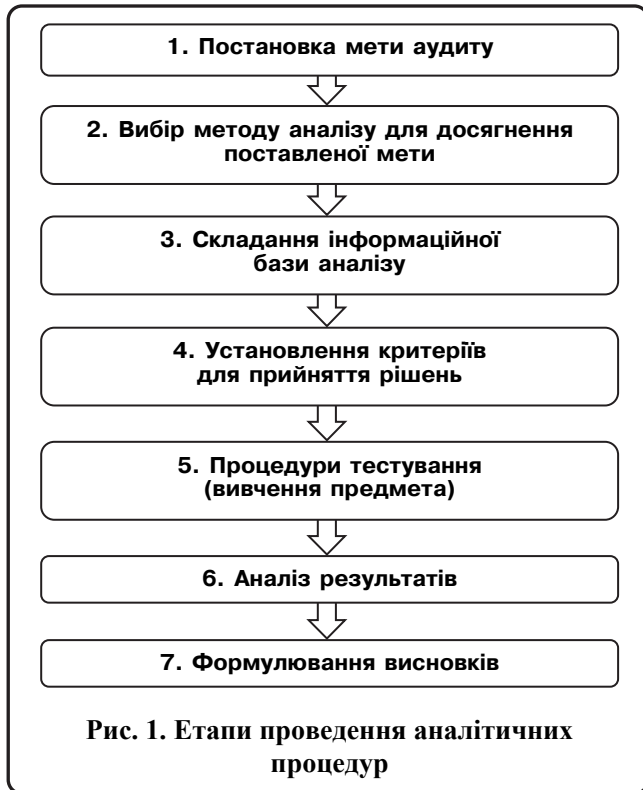 1. Постановка мети аудиту
2. Вибір методу аналізу для досягнення
поставленої мети
3. Складання інформаційної
бази аналізу
4. Установлення критеріїв
для прийняття рішень
5. Процедури тестування
(вивчення предмета)
6. Аналіз результатів
7. Формулювання висновків
Рис. 1. Етапи проведення аналітичних
процедур